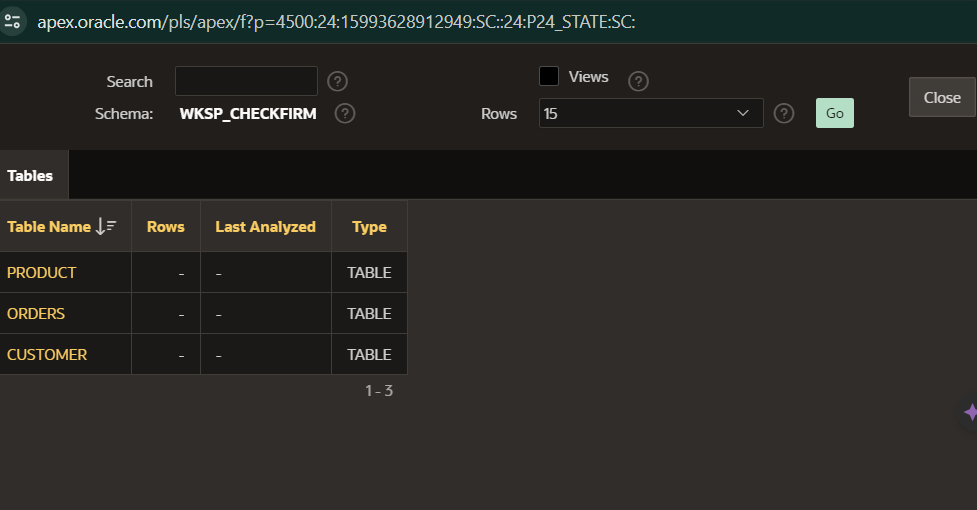 apex.oracle.com/pls/apex/f?p=4500:24:15993628912949:SC::24:P24_STATE:SC:
Search ? Views ?
Close
Schema: WKSP_CHECKFIRM ? Rows 15 ? Go
Tables
Table Name Rows Last Analyzed Type
PRODUCT - - TABLE
ORDERS - - TABLE
CUSTOMER - - TABLE
1 - 3